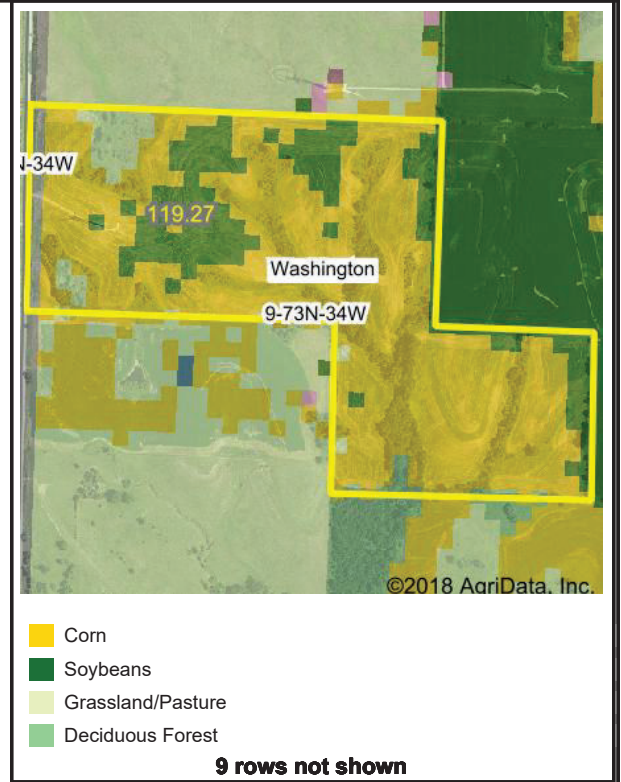 N-34W
119.27
Washington
9-73N-34W
©2018 AgriData, Inc.
Corn
Soybeans
Grassland/Pasture
Deciduous Forest
9 rows not shown